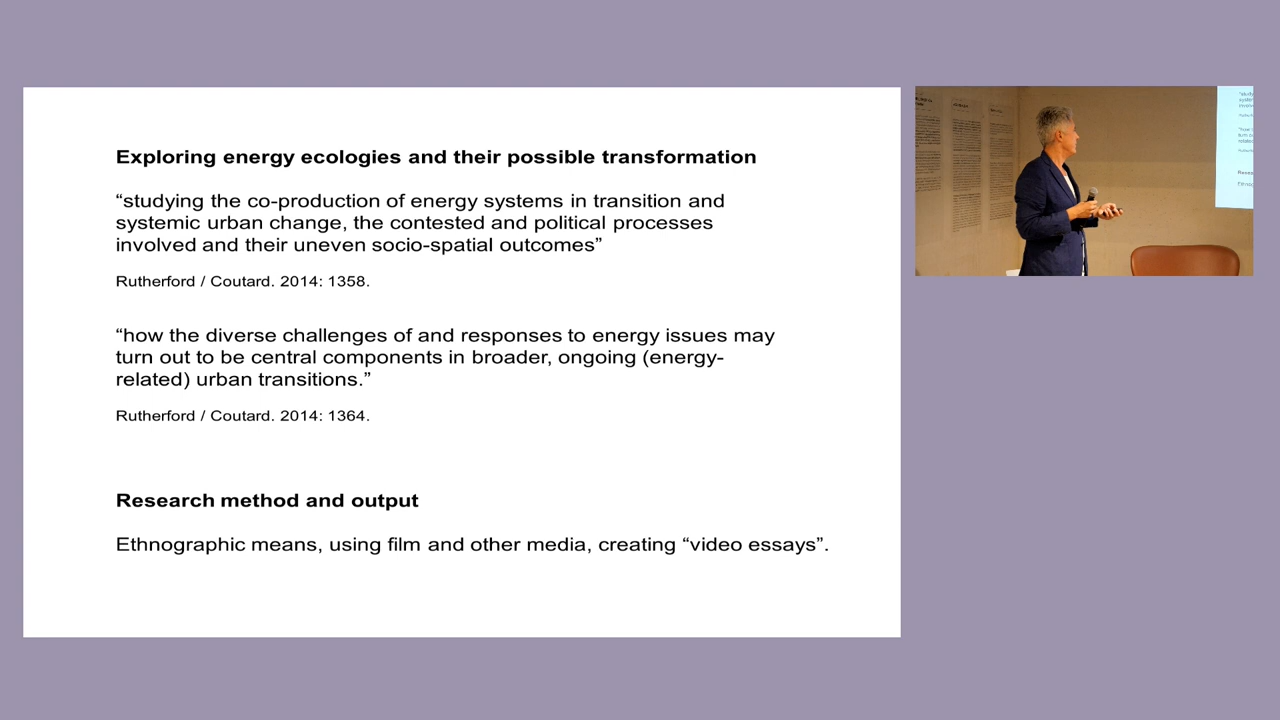 Exploring energy ecologies and their possible transformation
“studying the co-production of energy systems in transition and
systemic urban change, the contested and political processes
involved and their uneven socio-spatial outcomes”
Rutherford / Coutard. 2014: 1358.
“how the diverse challenges of and responses to energy issues may
turn out to be central components in broader, ongoing (energy-
related) urban transitions.”
Rutherford / Coutard. 2014: 1364.
Research method and output
Ethnographic means, using film and other media, creating “video essays”.